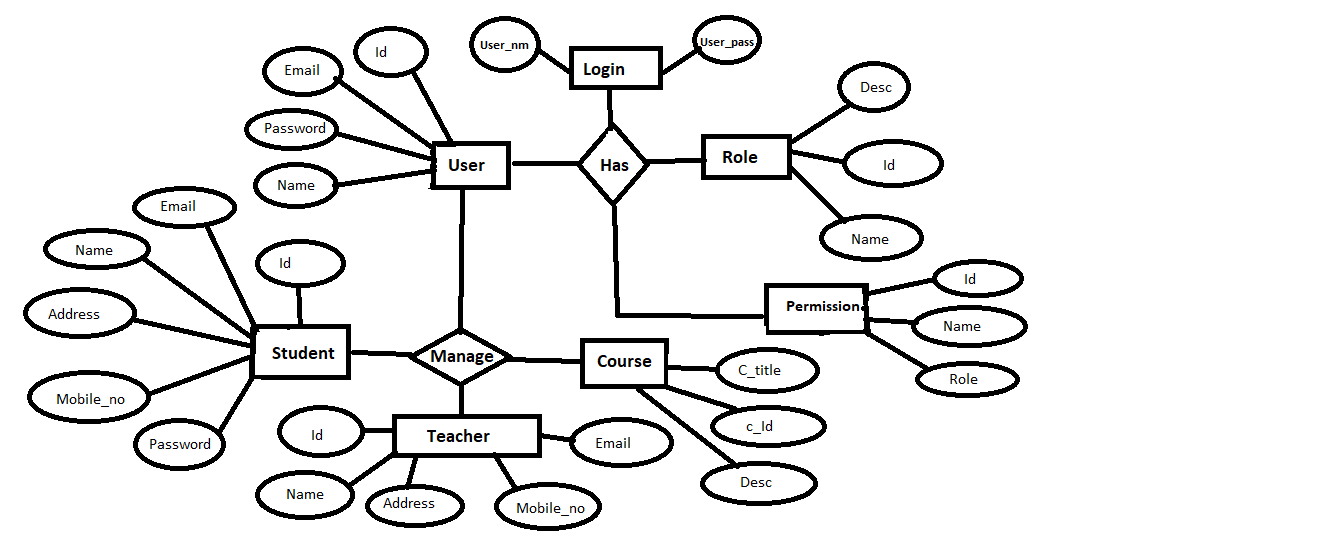 User_nm
User_pass
Id
Login
Email
Desc
Password
User
Has
Role
Id
Name
Email
Name
Name
Id
Id
Address
Permission
Name
Student
Manage
Course
C_title
Role
Mobile_no
c_Id
Id
Teacher
Email
Password
Desc
Name
Address
Mobile_no